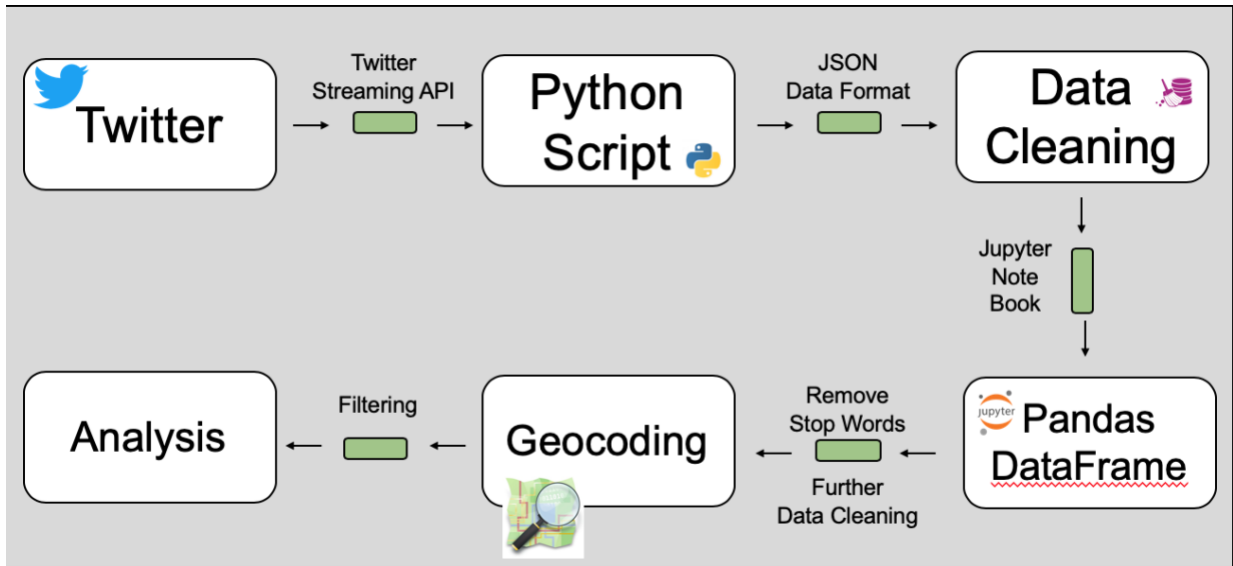 Twitter
Twitter
Streaming API
Python
Script
JSON
Data Format
Data
Cleaning
Jupyter
Note
Book
jupyter
Pandas
DataFrame
Remove
Stop Words
Further
Data Cleaning
Geocoding
Filtering
Analysis